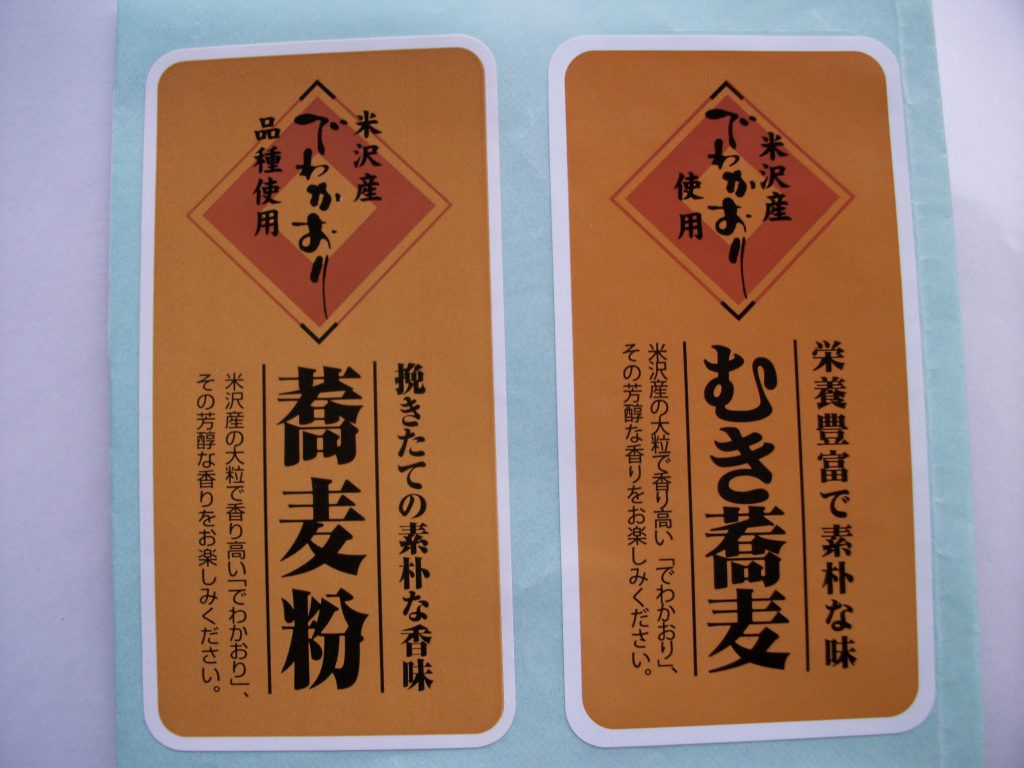 米沢産
でわかおり
品種使用
挽きたての素朴な香味
蕎麦粉
米沢産の大粒で香り高い「でわかおり」、
その芳醇な香りをお楽しみください。
米沢産
でわかおり
使用
栄養豊富で素朴な味
むき蕎麦
米沢産の大粒で香り高い「でわかおり」、
その芳醇な香りをお楽しみください。